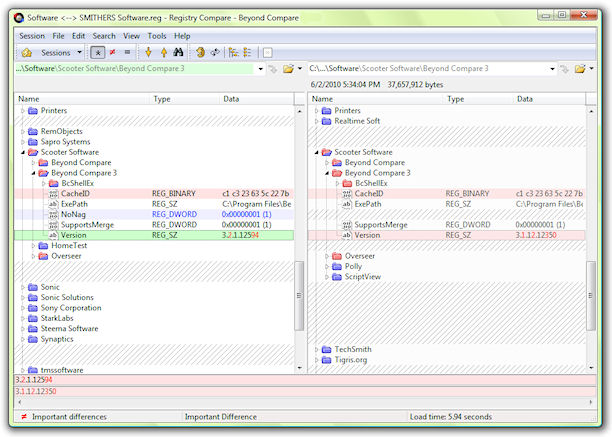 Software <--> SMITHERS Software.reg - Registry Compare - Beyond Compare
Session File Edit Search View Tools Help
Sessions
...\Software\Scooter Software\Beyond Compare 3
C:\...\Software\Scooter Software\Beyond Compare 3
6/2/2010 5:34:04 PM 37,657,912 bytes
Name Type Data Name Type Data
Printers Printers
Realtime Soft
RemObjects
Sapro Systems
Scooter Software Scooter Software
Beyond Compare Beyond Compare
Beyond Compare 3 Beyond Compare 3
BcShellEx BcShellEx
CacheID REG_BINARY c1 c3 23 63 5c 22 7b CacheID REG_BINARY c1 c3 23 63 5c 22 7b
ExePath REG_SZ C:\Program Files\Be ExePath REG_SZ C:\Program Files\Be
NoNag REG_DWORD 0x00000001 (1)
SupportsMerge REG_DWORD 0x00000001 (1) SupportsMerge REG_DWORD 0x00000001 (1)
Version REG_SZ 3.2.1.12594 Version REG_SZ 3.1.12.12350
HomeTest
Overseer Overseer
Polly
ScriptView
Sonic
Sonic Solutions
Sony Corporation
StarkLabs
Steema Software
Synaptics
TechSmith
Tigris.org
tmssoftware
3.2.1.12594
3.1.12.12350
Important differences Important Difference Load time: 5.94 seconds